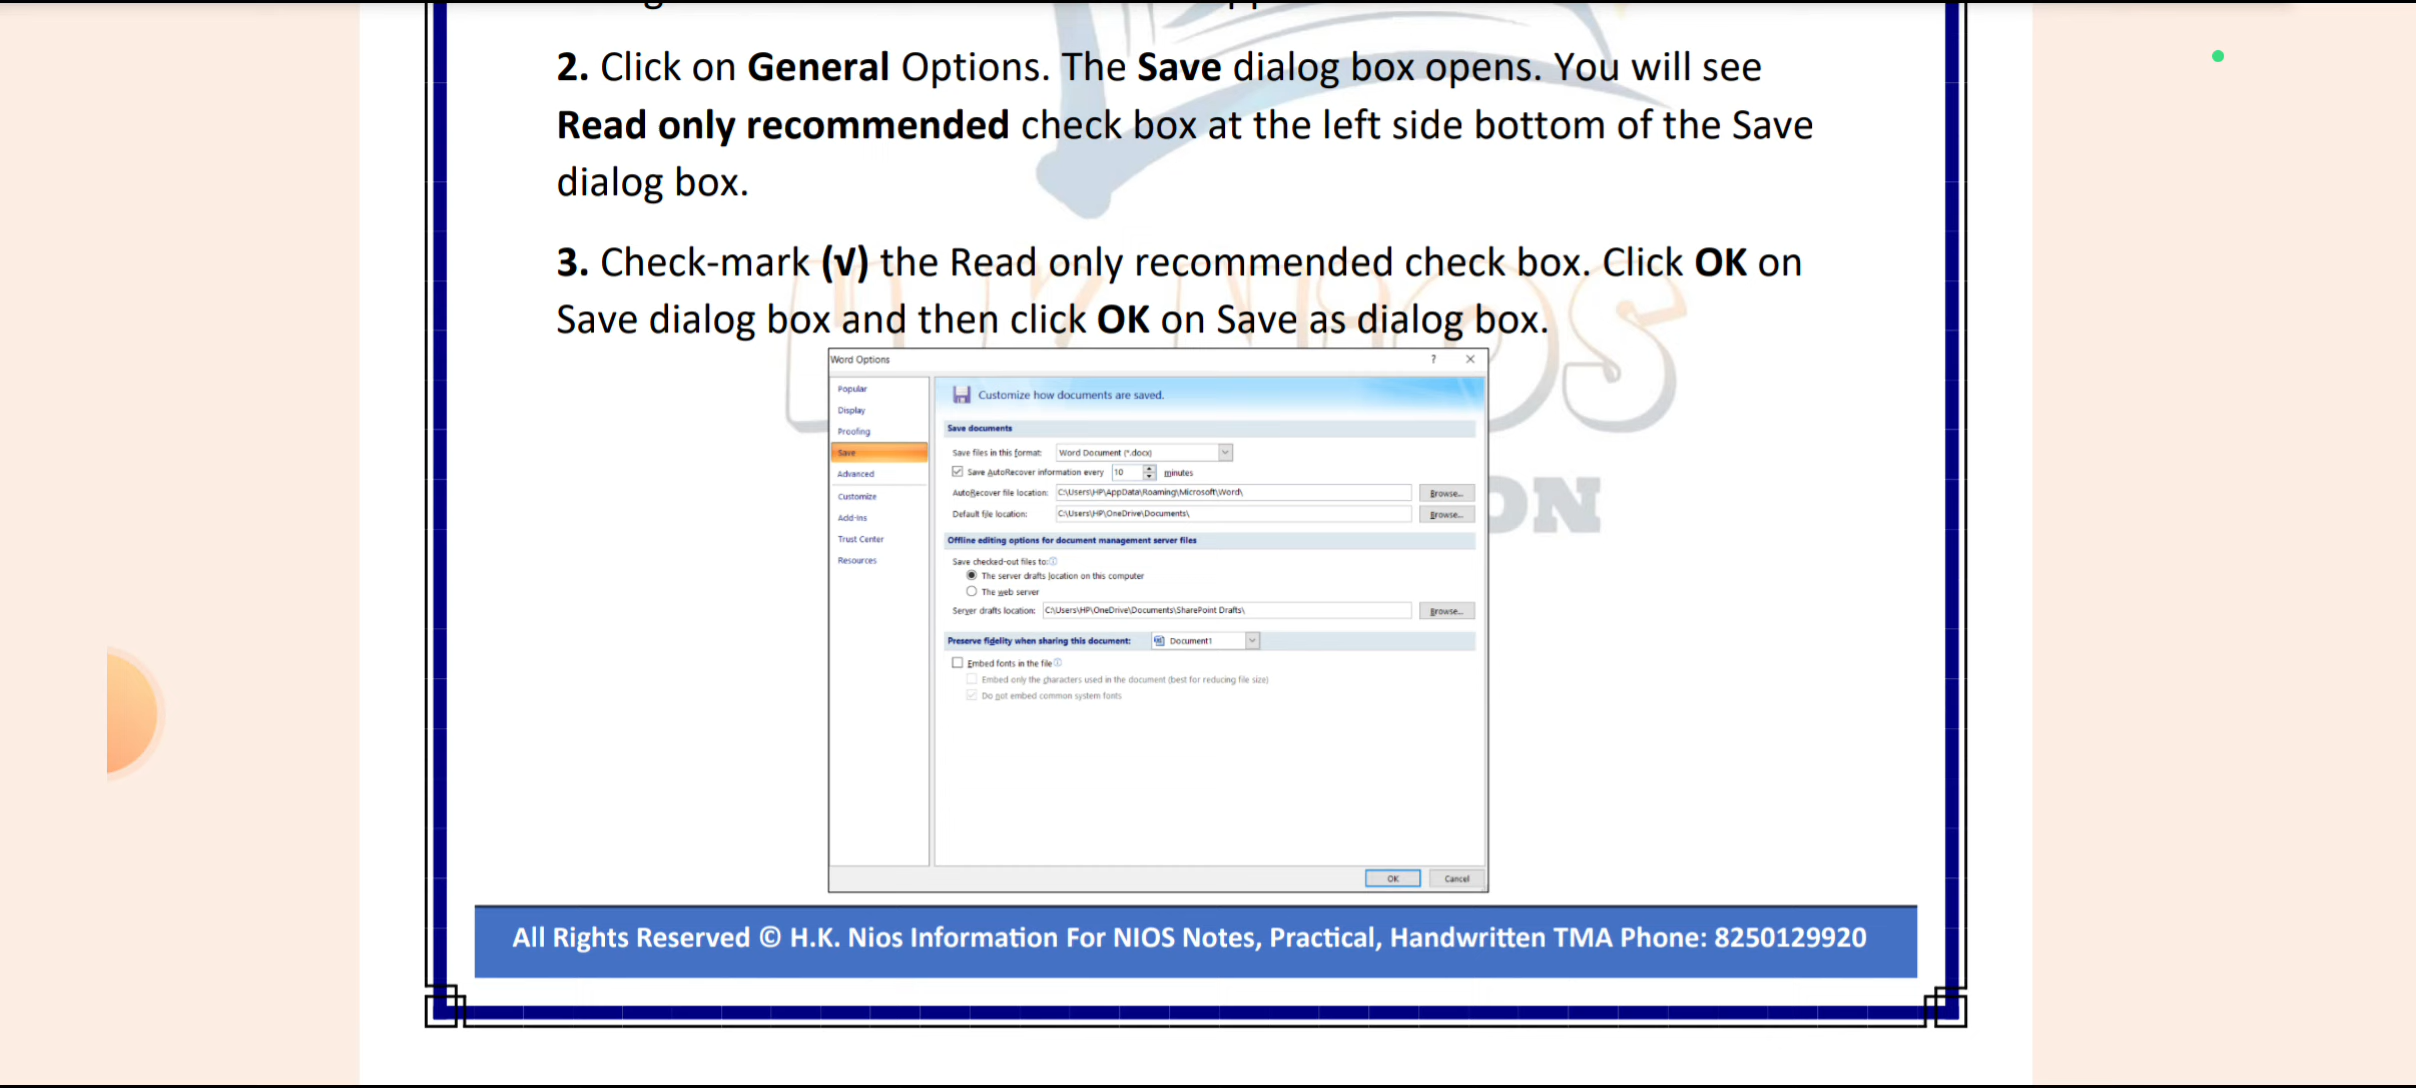 2. Click on General Options. The Save dialog box opens. You will see
Read only recommended check box at the left side bottom of the Save
dialog box.
3. Check-mark (√) the Read only recommended check box. Click OK on
Save dialog box and then click OK on Save as dialog box.
Word Options
?
Popular
Display
Proofing
Save
Advanced
Customize
Add-Ins
Trust Center
Resources
Customize how documents are saved.
Save documents
Save files in this format: Word Document (*.docx)
Save AutoRecover information every 10 minutes
AutoRecover file location: C:\Users\HP\AppData\Roaming\Microsoft\Word\ Browse...
Default file location: C:\Users\HP\OneDrive\Documents\ Browse...
Offline editing options for document management server files
Save checked-out files to:
The server drafts location on this computer
The web server
Server drafts location: C:\Users\HP\OneDrive\Documents\SharePoint Drafts\ Browse...
Preserve fidelity when sharing this document: Document1
Embed fonts in the file
Embed only the characters used in the document (best for reducing file size)
Do not embed common system fonts
OK Cancel
All Rights Reserved © H.K. Nios Information For NIOS Notes, Practical, Handwritten TMA Phone: 8250129920